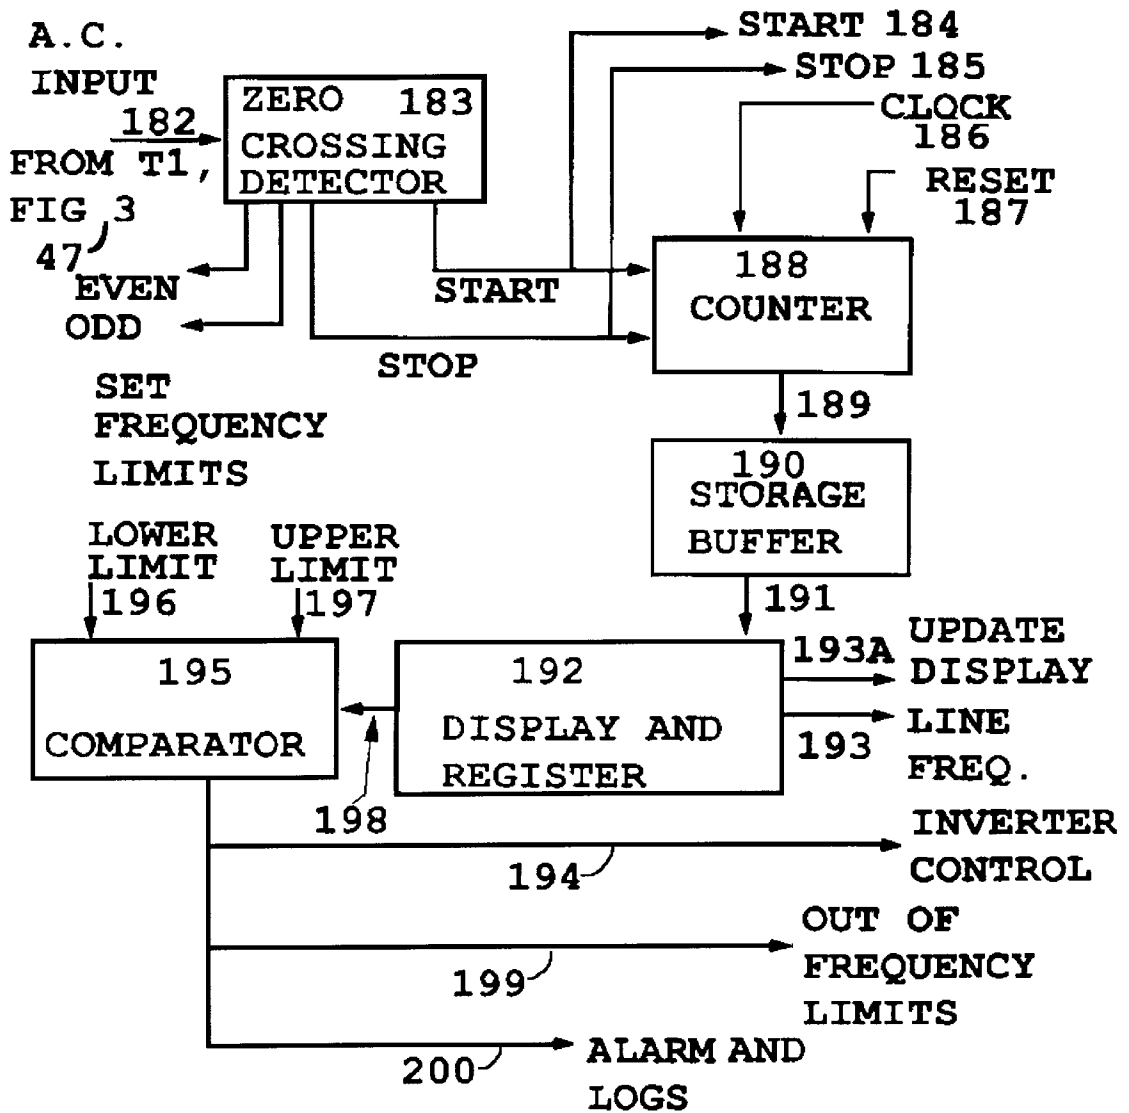 A.C.
INPUT
182
FROM T1,
FIG 3
47
ZERO 183
CROSSING
DETECTOR
START 184
STOP 185
CLOCK
186
RESET
187
EVEN
ODD
START
STOP
188
COUNTER
189
SET
FREQUENCY
LIMITS
190
STORAGE
BUFFER
LOWER
LIMIT
196
UPPER
LIMIT
197
191
195
COMPARATOR
192
DISPLAY AND
REGISTER
193A
UPDATE
DISPLAY
193
LINE
FREQ.
198
194
INVERTER
CONTROL
199
OUT OF
FREQUENCY
LIMITS
200
ALARM AND
LOGS